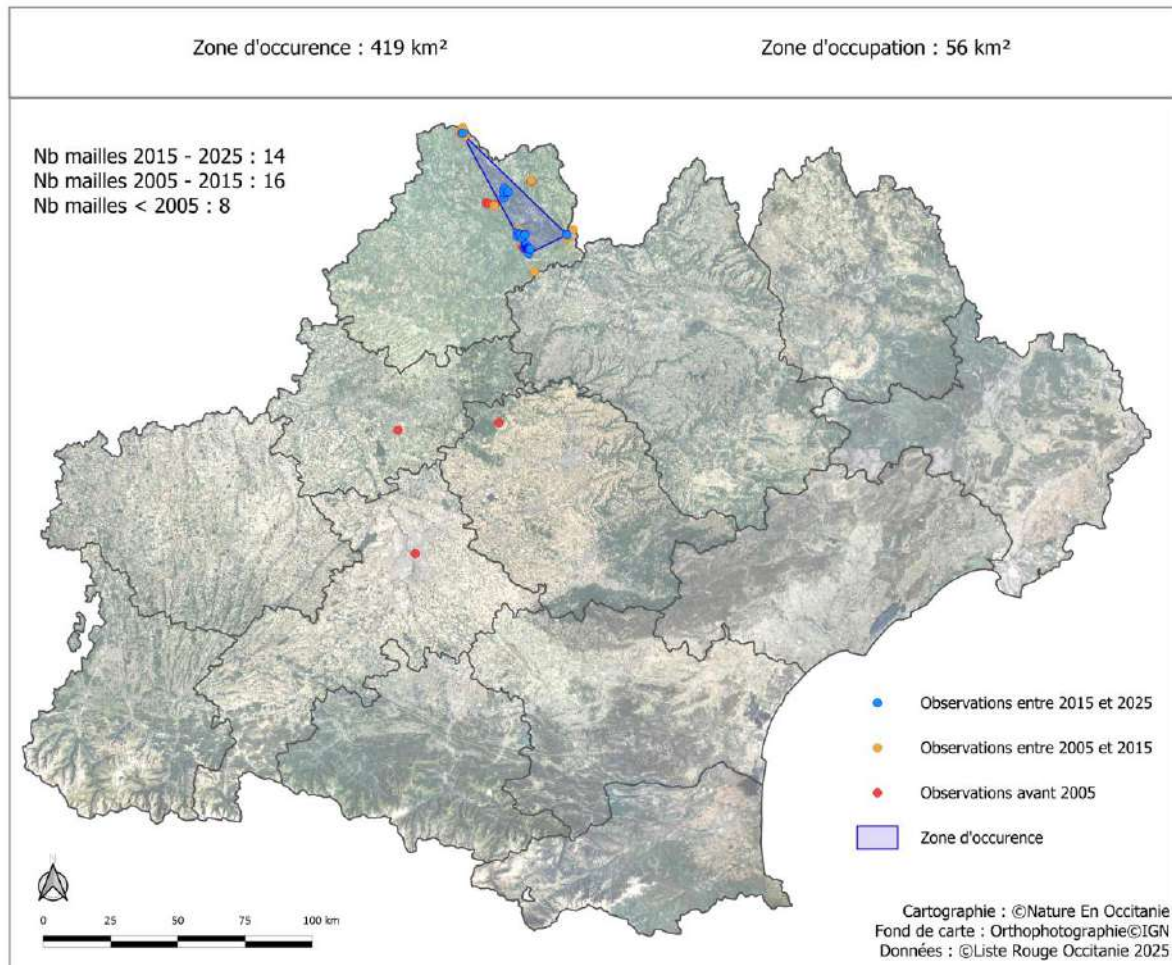 Zone d'occurence : 419 km²
Zone d'occupation : 56 km²
Nb mailles 2015 - 2025 : 14
Nb mailles 2005 - 2015 : 16
Nb mailles < 2005 : 8
Observations entre 2015 et 2025
Observations entre 2005 et 2015
Observations avant 2005
Zone d'occurence
N
0 25 50 75 100 km
Cartographie : ©Nature En Occitanie
Fond de carte : Orthophotographie©IGN
Données : ©Liste Rouge Occitanie 2025